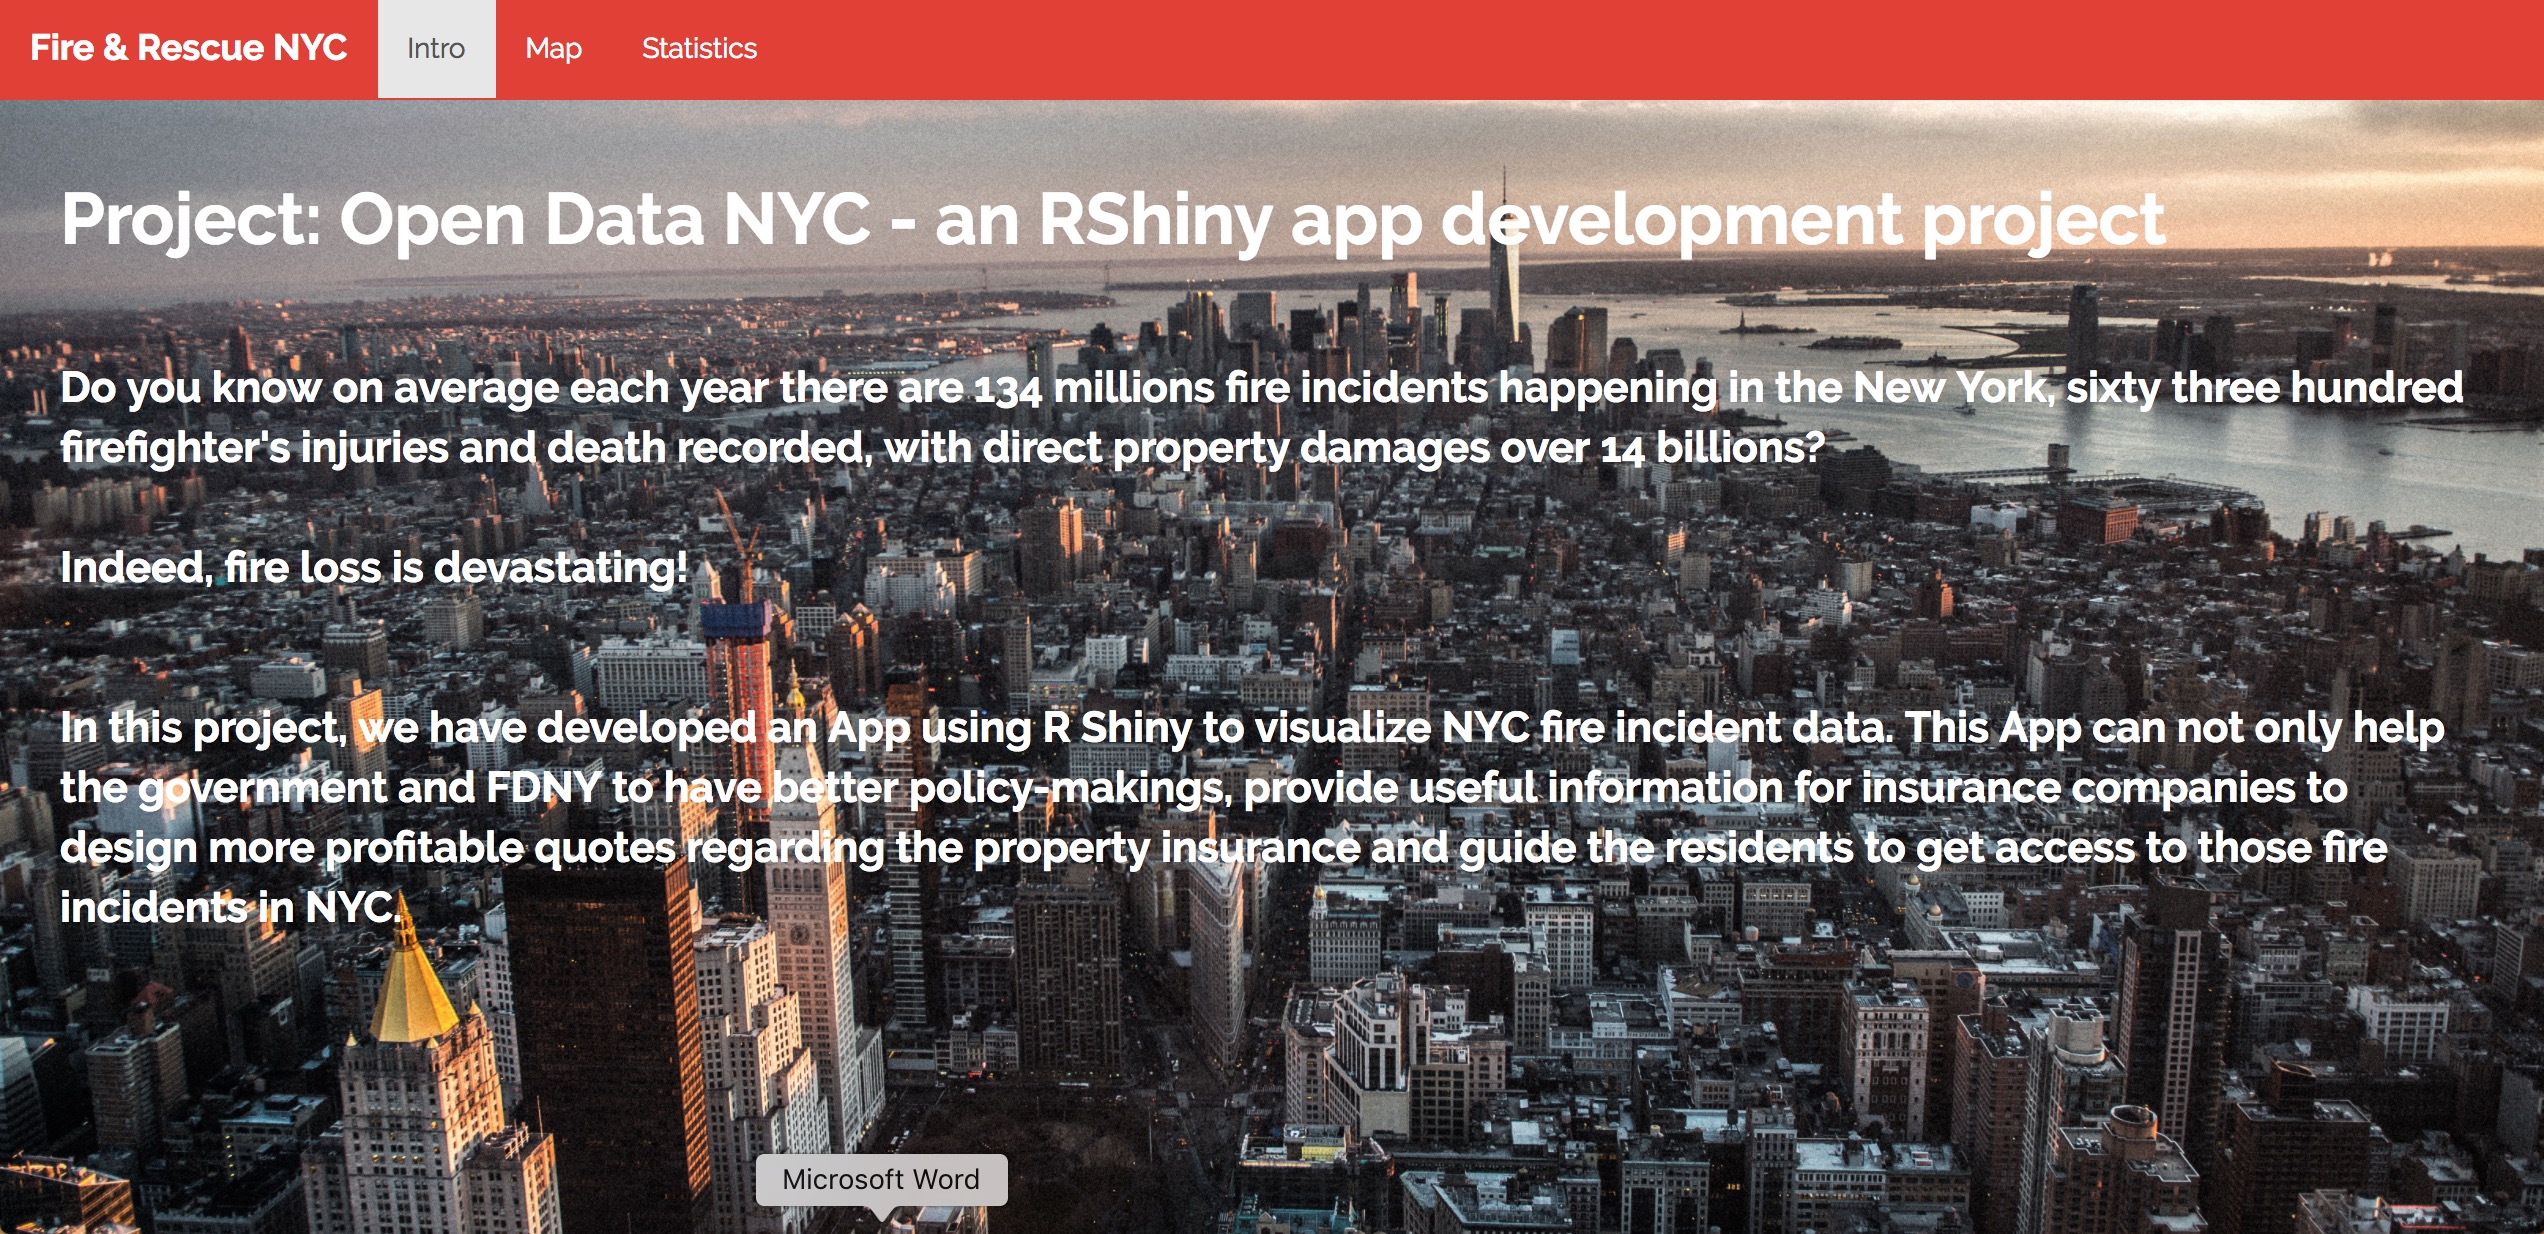 Fire & Rescue NYC Intro Map Statistics
Project: Open Data NYC - an RShiny app development project
Do you know on average each year there are 134 millions fire incidents happening in the New York, sixty three hundred
firefighter's injuries and death recorded, with direct property damages over 14 billions?
Indeed, fire loss is devastating!
In this project, we have developed an App using R Shiny to visualize NYC fire incident data. This App can not only help
the government and FDNY to have better policy-makings, provide useful information for insurance companies to
design more profitable quotes regarding the property insurance and guide the residents to get access to those fire
incidents in NYC.
Microsoft Word